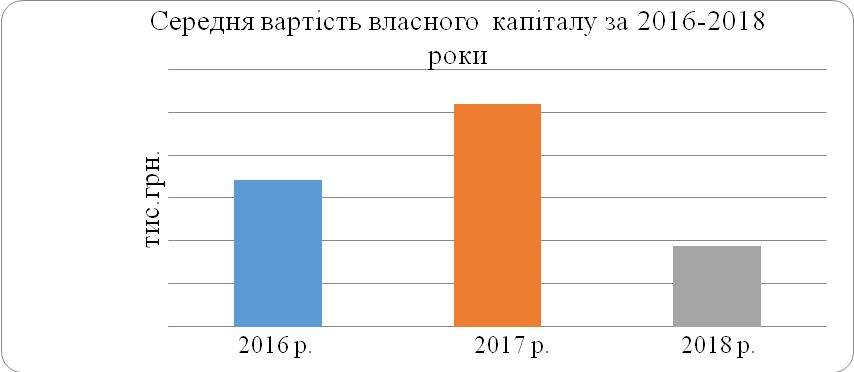 Середня вартість власного капіталу за 2016-2018
роки
тис.грн.
2016 р.
2017 р.
2018 р.